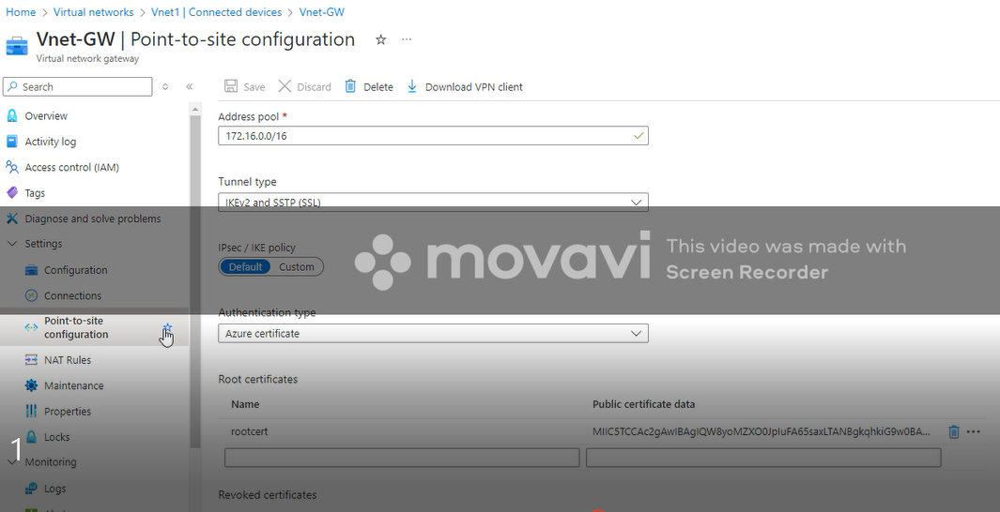 Home > Virtual networks > Vnet1 | Connected devices > Vnet-GW
Vnet-GW | Point-to-site configuration
Virtual network gateway
Search
Save Discard Delete Download VPN client
Overview
Activity log
Access control (IAM)
Tags
Diagnose and solve problems
Settings
Configuration
Connections
Point-to-site
configuration
NAT Rules
Maintenance
Properties
Locks
Monitoring
Logs
Address pool *
172.16.0.0/16
Tunnel type
IKEv2 and SSTP (SSL)
IPsec / IKE policy
Default Custom
Authentication type
Azure certificate
Root certificates
Name Public certificate data
rootcert
Revoked certificates
movavi
This video was made with
Screen Recorder
1